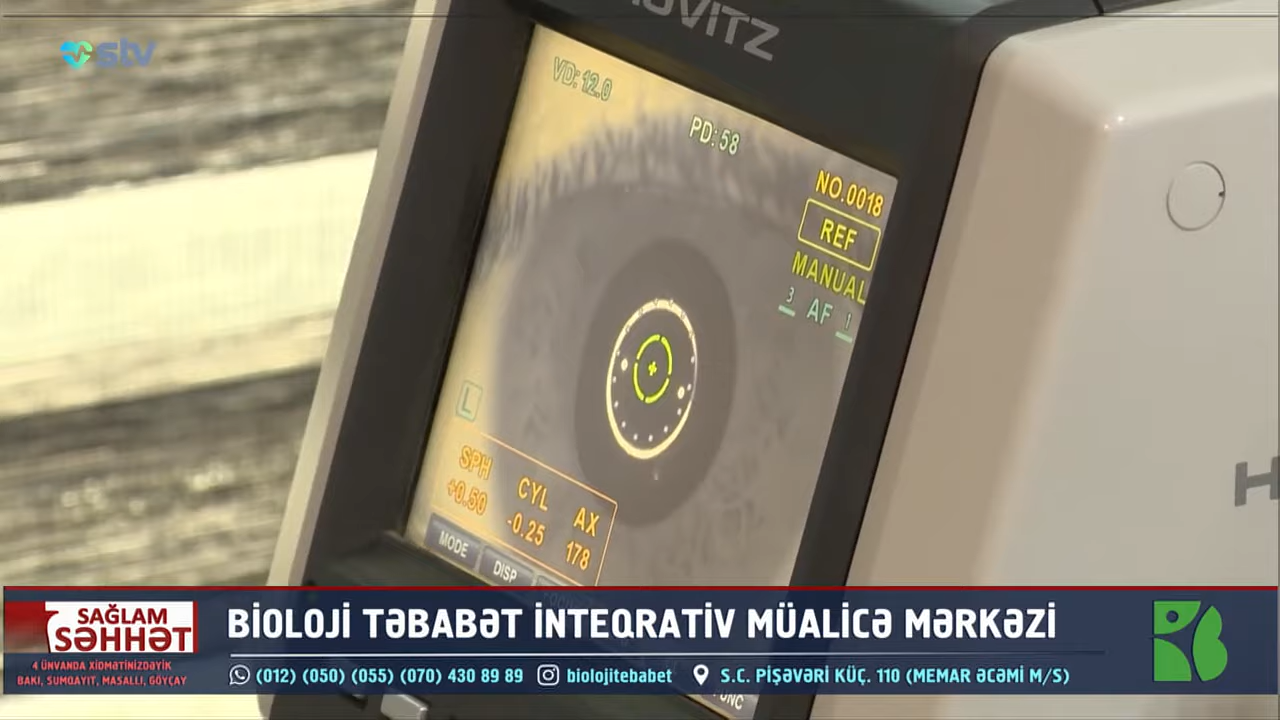 stv
VD: 12.0
PD: 58
NO.0018
REF
MANUAL
3 AF 1
L
SPH CYL AX
+0.50 -0.25 178
MODE DISP
SAĞLAM
SƏHHƏT
4 ÜNVANDA XİDMƏTİNİZDƏYİK
BAKI, SUMQAYIT, MASALLI, GÖYÇAY
BİOLOJİ TƏBABƏT İNTEQRATİV MÜALİCƏ MƏRKƏZİ
(012) (050) (055) (070) 430 89 89 biolojitebabet S.C. PİŞƏVƏRİ KÜÇ. 110 (MEMAR ƏCƏMİ M/S)